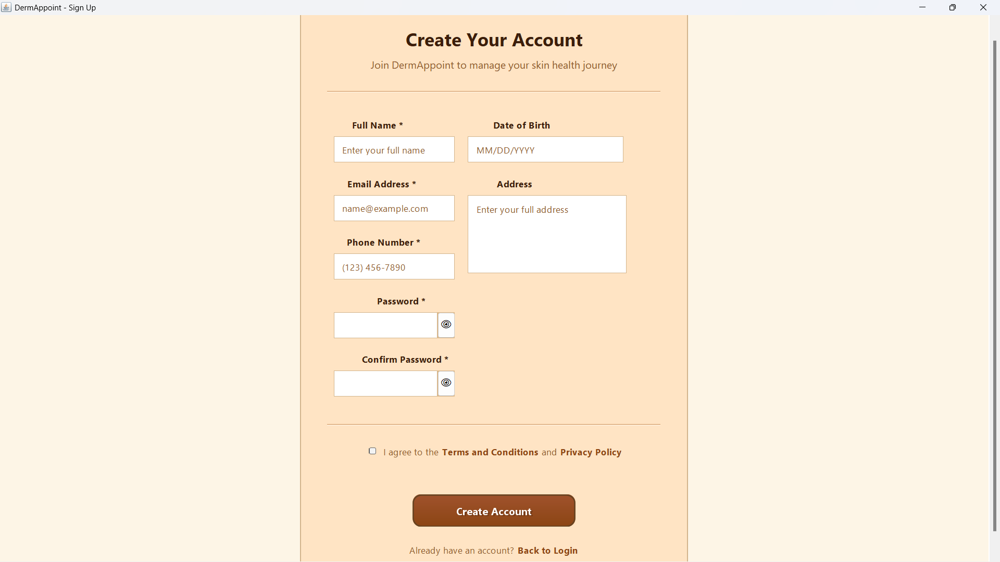 DermAppoint - Sign Up
Create Your Account
Join DermAppoint to manage your skin health journey
Full Name *
Date of Birth
Enter your full name
MM/DD/YYYY
Email Address *
Address
name@example.com
Enter your full address
Phone Number *
(123) 456-7890
Password *
Confirm Password *
I agree to the Terms and Conditions and Privacy Policy
Create Account
Already have an account? Back to Login